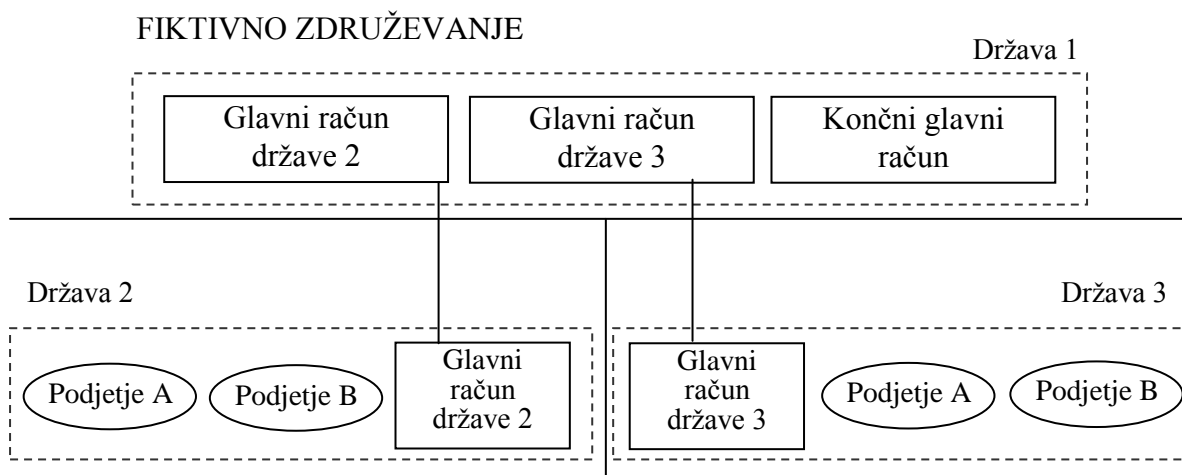 FIKTIVNO ZDRUŽEVANJE
Država 1
Glavni račun
države 2
Glavni račun
države 3
Končni glavni
račun
Država 2
Država 3
Podjetje A
Podjetje B
Glavni
račun
države 2
Glavni
račun
države 3
Podjetje A
Podjetje B